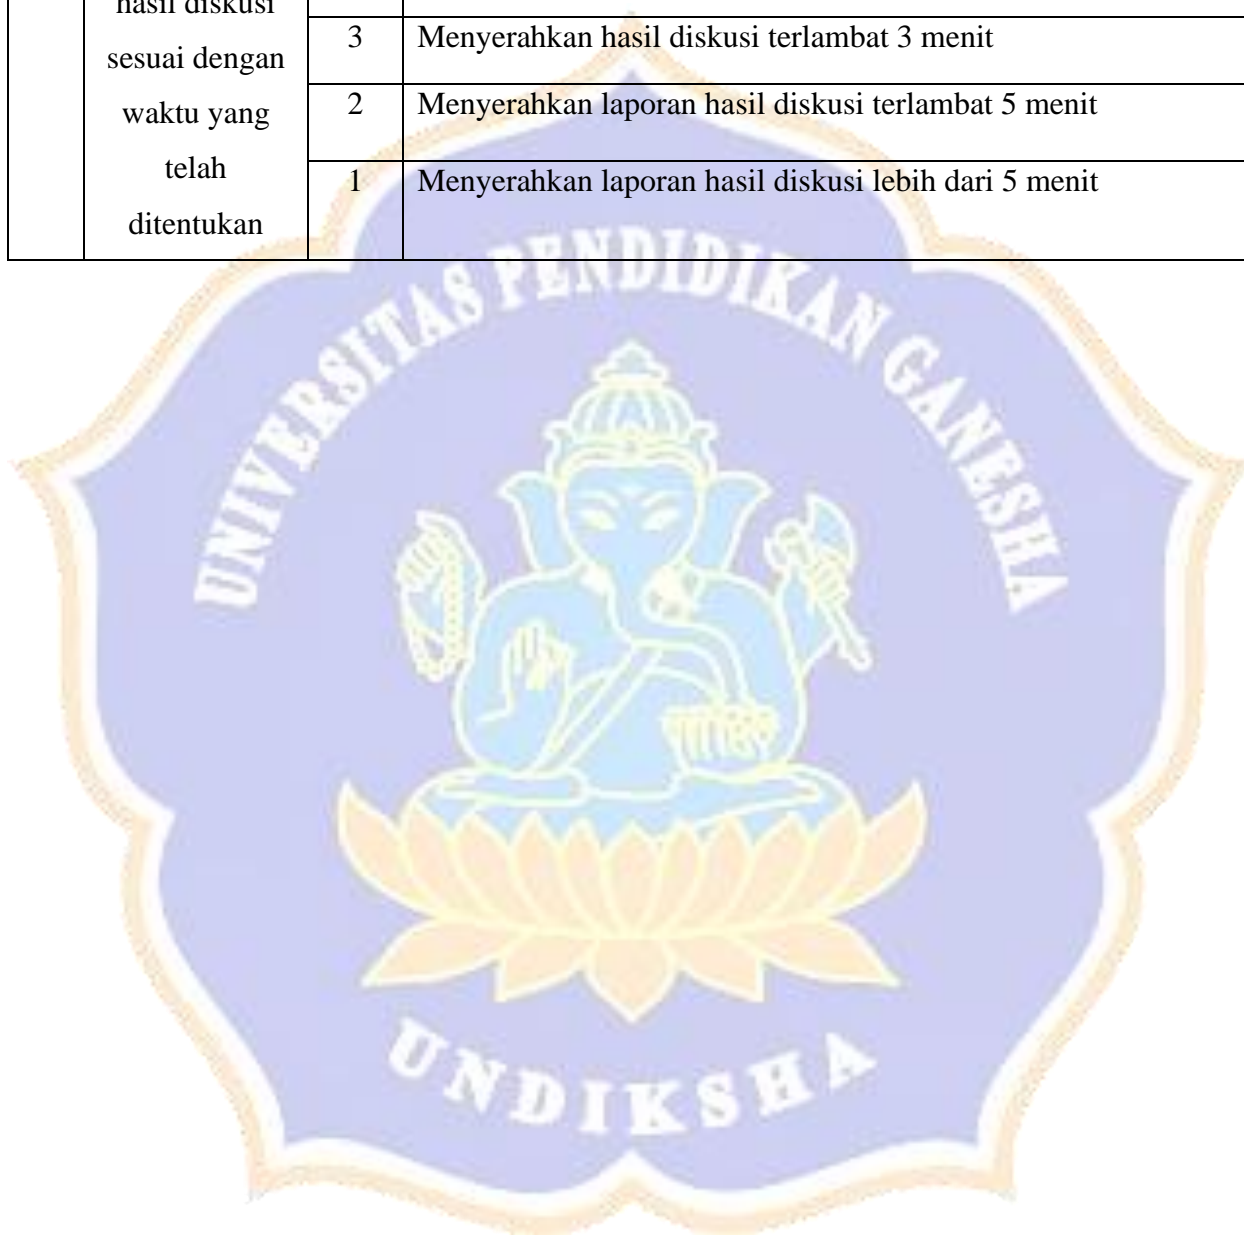 hasil diskusi
sesuai dengan
waktu yang
telah
ditentukan
3 Menyerahkan hasil diskusi terlambat 3 menit
2 Menyerahkan laporan hasil diskusi terlambat 5 menit
1 Menyerahkan laporan hasil diskusi lebih dari 5 menit
UNIVERSITAS PENDIDIKAN GANESHA
UNDIKSHA